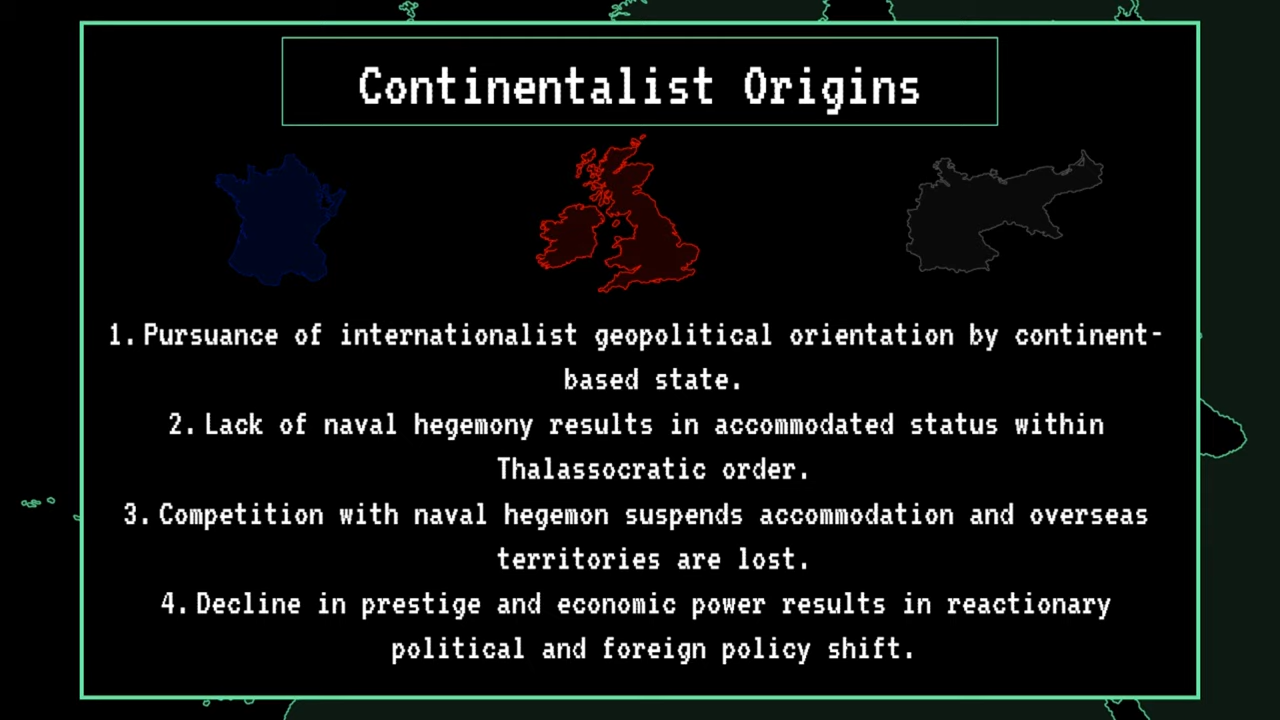 Continentalist Origins
1. Pursuance of internationalist geopolitical orientation by continent-
based state.
2. Lack of naval hegemony results in accommodated status within
Thalassocratic order.
3. Competition with naval hegemon suspends accommodation and overseas
territories are lost.
4. Decline in prestige and economic power results in reactionary
political and foreign policy shift.